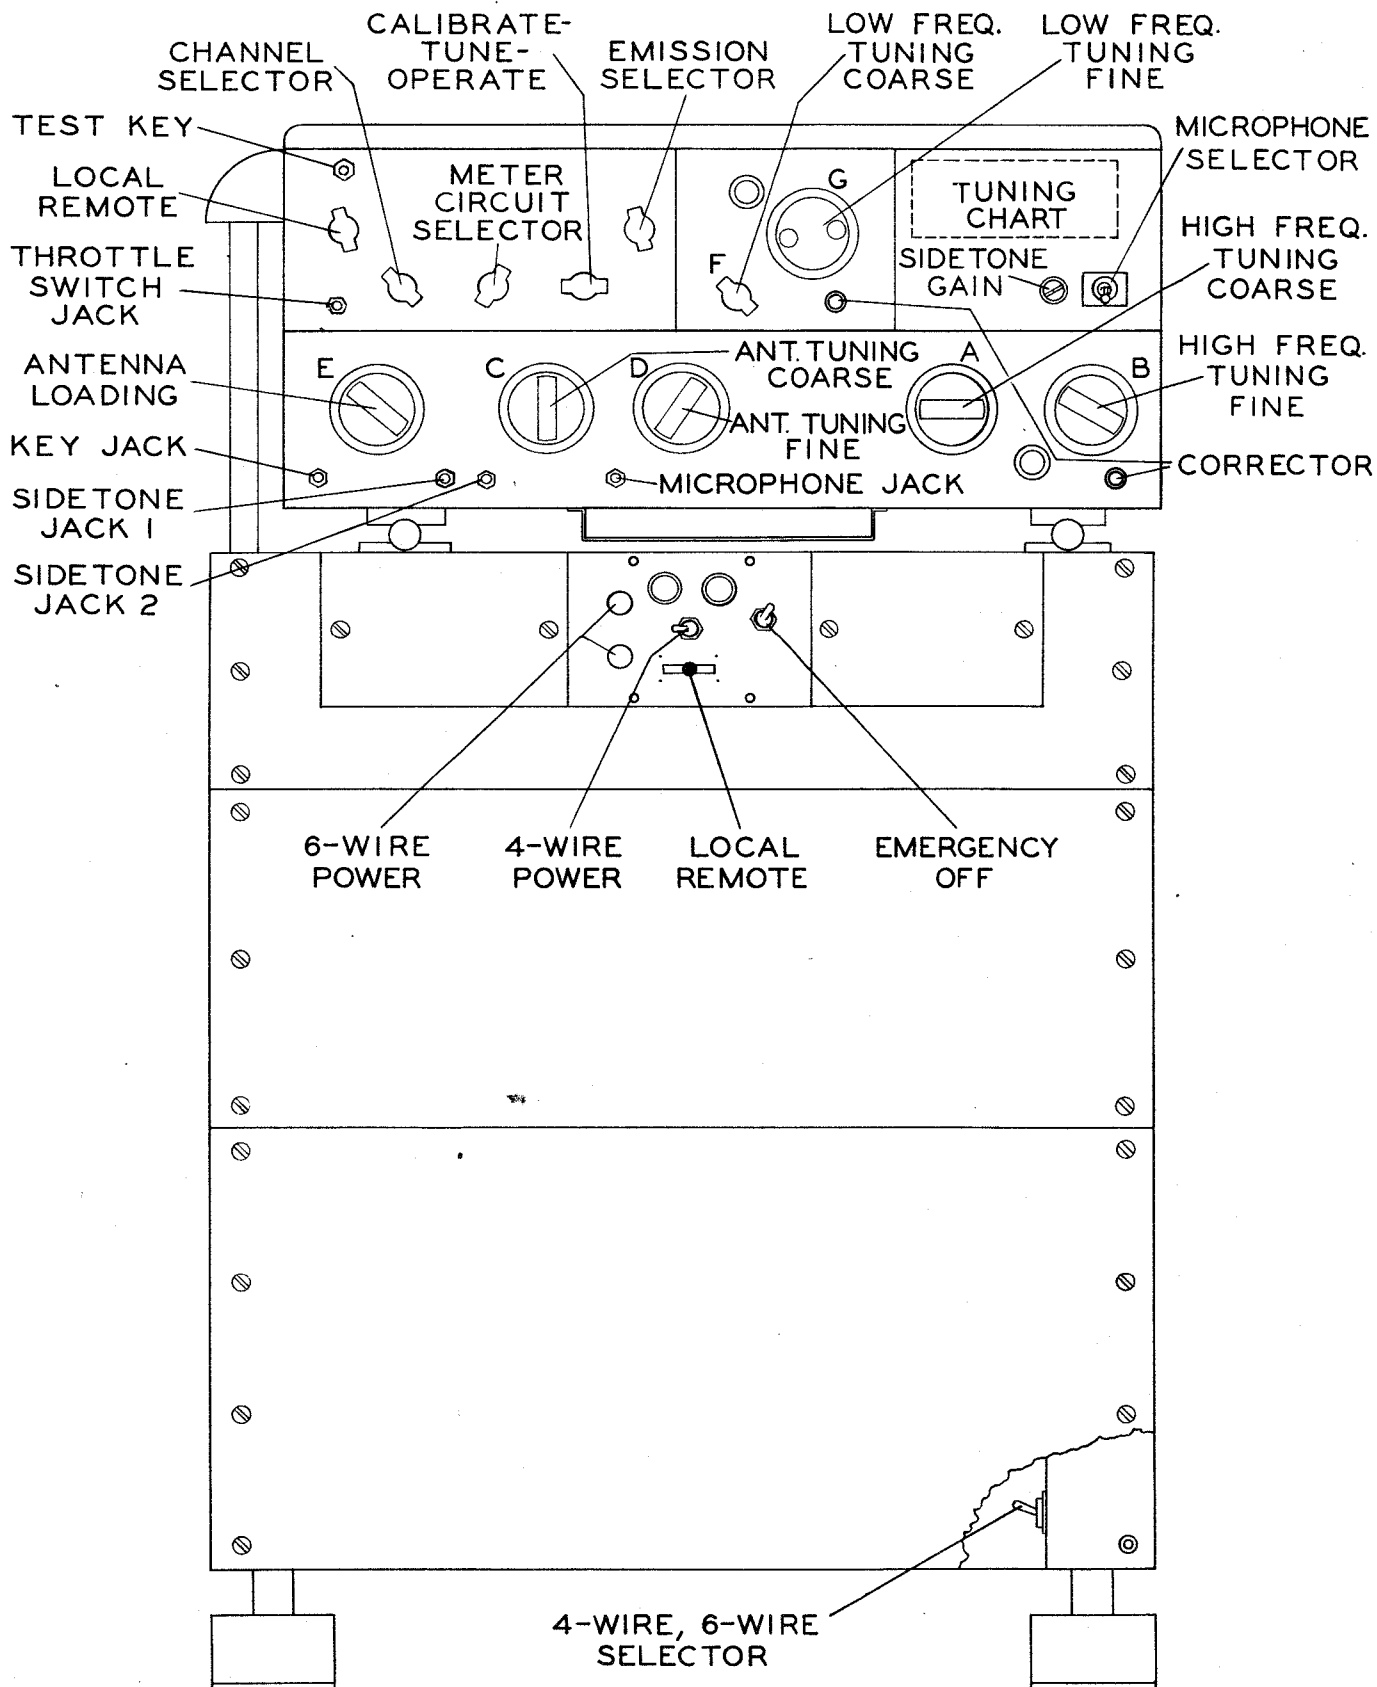 CALIBRATE-
TUNE-
OPERATE
CHANNEL
SELECTOR
EMISSION
SELECTOR
LOW FREQ.
TUNING
COARSE
LOW FREQ.
TUNING
FINE
TEST KEY
MICROPHONE
SELECTOR
LOCAL
REMOTE
METER
CIRCUIT
SELECTOR
G
TUNING
CHART
THROTTLE
SWITCH
JACK
F
SIDETONE
GAIN
HIGH FREQ.
TUNING
COARSE
ANTENNA
LOADING
E
C
D
ANT. TUNING
COARSE
A
B
HIGH FREQ.
TUNING
FINE
ANT. TUNING
FINE
KEY JACK
MICROPHONE JACK
CORRECTOR
SIDETONE
JACK 1
SIDETONE
JACK 2
6-WIRE
POWER
4-WIRE
POWER
LOCAL
REMOTE
EMERGENCY
OFF
4-WIRE, 6-WIRE
SELECTOR